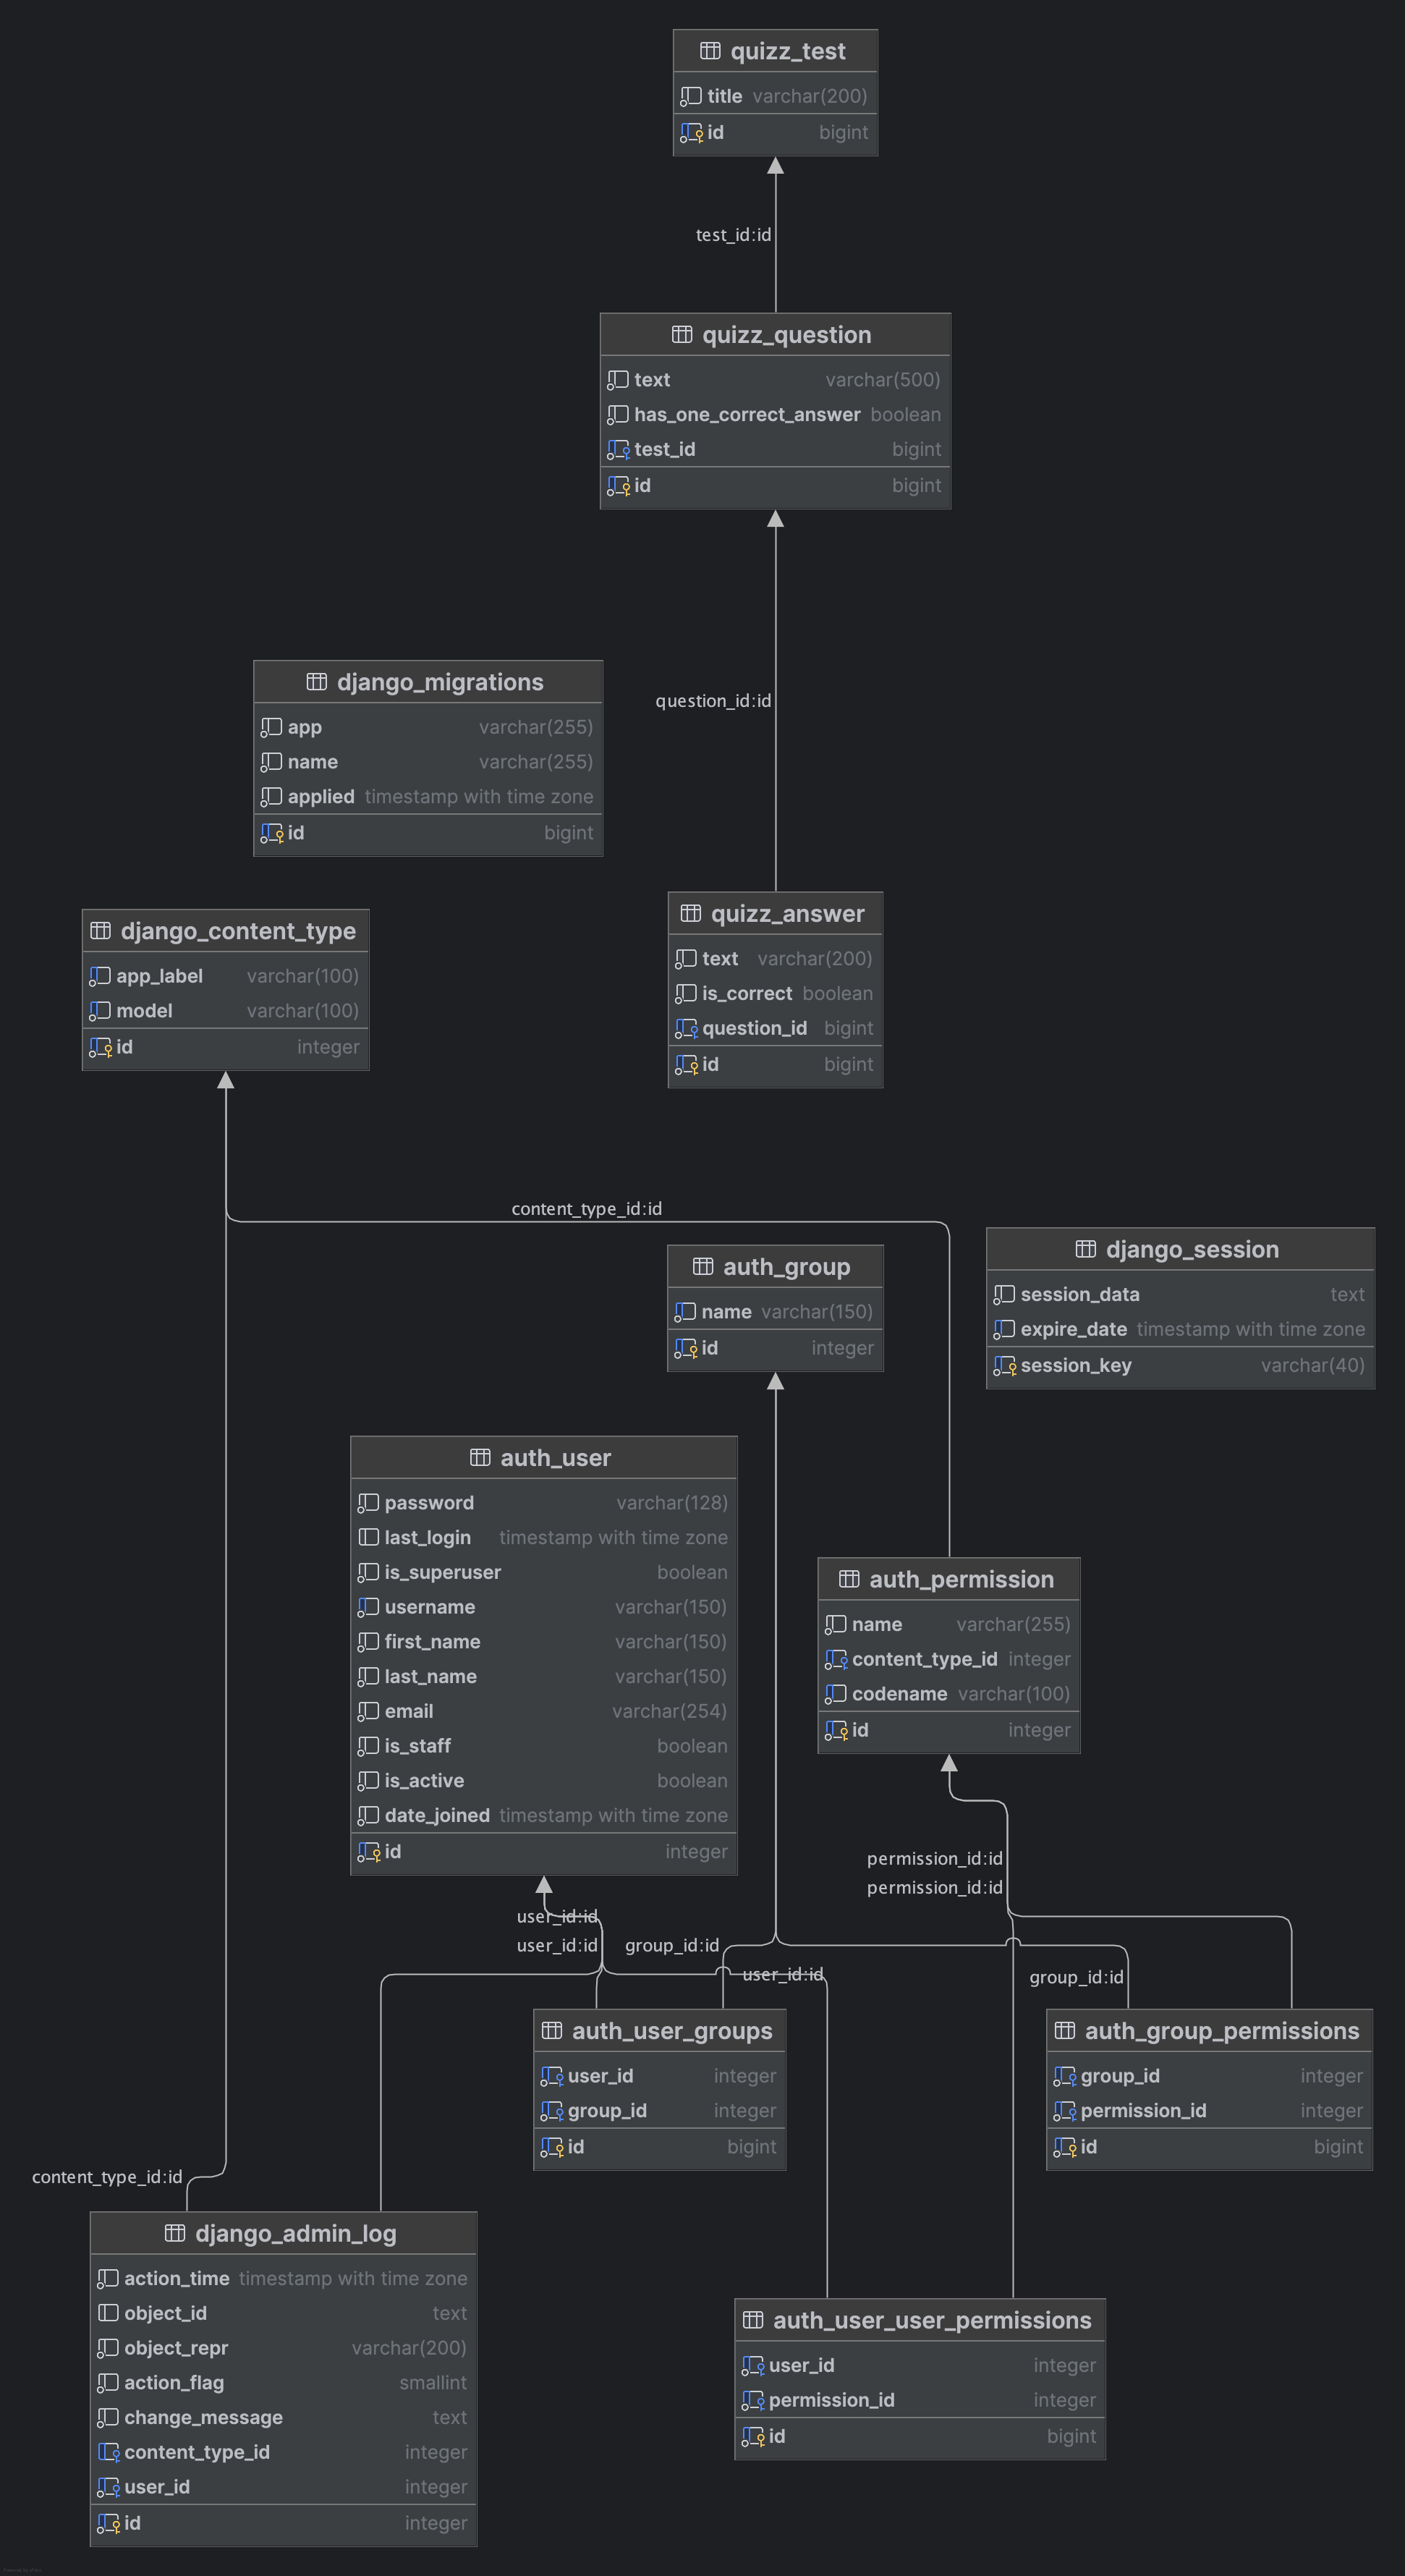 quizz_test
title varchar(200)
id bigint
test_id:id
quizz_question
text varchar(500)
has_one_correct_answer boolean
test_id bigint
id bigint
question_id:id
django_migrations
app varchar(255)
name varchar(255)
applied timestamp with time zone
id bigint
quizz_answer
text varchar(200)
is_correct boolean
question_id bigint
id bigint
django_content_type
app_label varchar(100)
model varchar(100)
id integer
content_type_id:id
auth_group
name varchar(150)
id integer
django_session
session_data text
expire_date timestamp with time zone
session_key varchar(40)
auth_user
password varchar(128)
last_login timestamp with time zone
is_superuser boolean
username varchar(150)
first_name varchar(150)
last_name varchar(150)
email varchar(254)
is_staff boolean
is_active boolean
date_joined timestamp with time zone
id integer
auth_permission
name varchar(255)
content_type_id integer
codename varchar(100)
id integer
permission_id:id
permission_id:id
user_id:id
user_id:id
group_id:id
user_id:id
group_id:id
auth_user_groups
user_id integer
group_id integer
id bigint
auth_group_permissions
group_id integer
permission_id integer
id bigint
content_type_id:id
django_admin_log
action_time timestamp with time zone
object_id text
object_repr varchar(200)
action_flag smallint
change_message text
content_type_id integer
user_id integer
id integer
auth_user_user_permissions
user_id integer
permission_id integer
id bigint